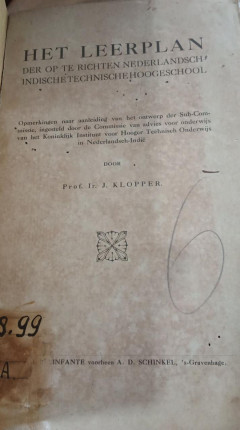 HET LEERPLAN
DER OP TE RICHTEN NEDERLANDSCH
INDISCHE TECHNISCHE HOOGESCHOOL
Opmerkingen naar aanleiding van het ontwerp der Sub-Com-
missie, ingesteld door de Commissie van advies voor onderwijs
van het Koninklijk Instituut voor Hooger Technisch Onderwijs
in Nederlandsch-Indië
DOOR
Prof. Ir. J. KLOPPER
8.99
A
INFANTE voorheen A. D. SCHINKEL, 's-Gravenhage.